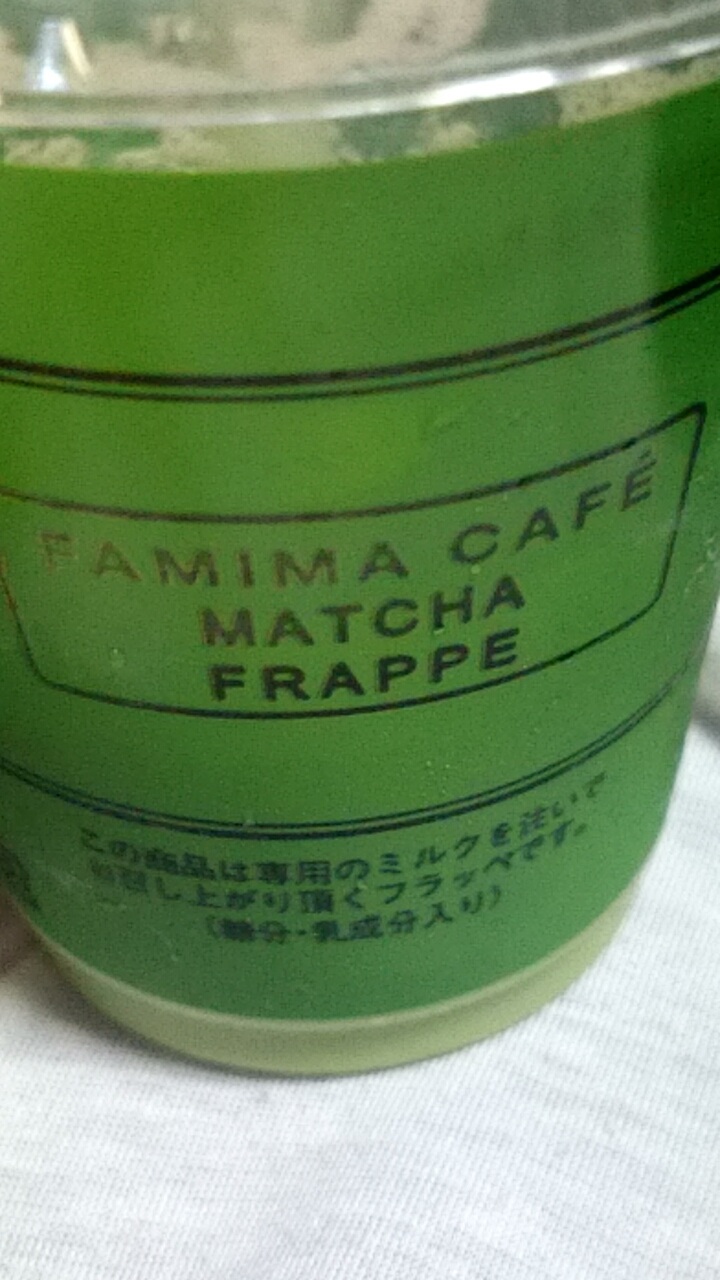 FAMIMA CAFÉ
MATCHA
FRAPPE
この商品は専用のミルクを注いで
お召し上がり頂くフラッペです。
(糖分・乳成分入り)